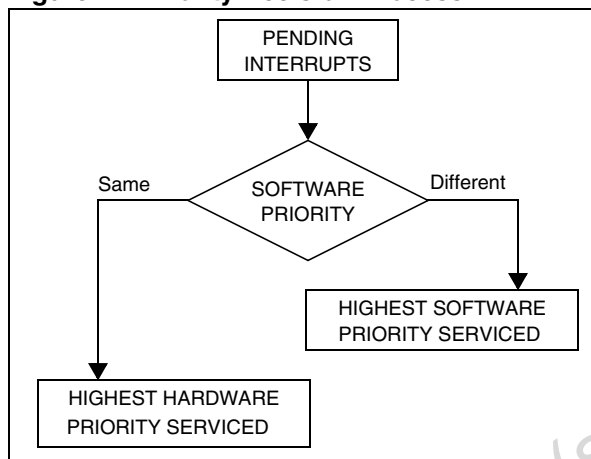 PENDING
INTERRUPTS
Same
SOFTWARE
PRIORITY
Different
HIGHEST SOFTWARE
PRIORITY SERVICED
HIGHEST HARDWARE
PRIORITY SERVICED